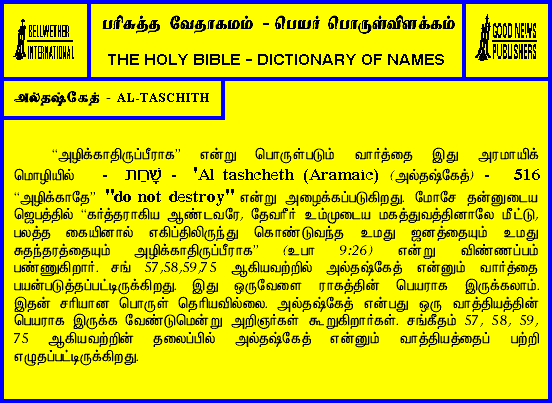 BELLWETHER
INTERNATIONAL
பரிசுத்த வேதாகமம் - பெயர் பொருள்விளக்கம்
THE HOLY BIBLE - DICTIONARY OF NAMES
GOOD NEWS
PUBLISHERS
அல்தஷ்கேத் - AL-TASCHITH
“அழிக்காதிருப்பீராக” என்று பொருள்படும் வார்த்தை இது அரமாயிக்
மொழியில் - שָׁחַת - 'Al tashcheth (Aramaic) (அல்தஷ்கேத்) - 516
“அழிக்காதே” "do not destroy" என்று அழைக்கப்படுகிறது. மோசே தன்னுடைய
ஜெபத்தில் “கர்த்தராகிய ஆண்டவரே, தேவரீர் உம்முடைய மகத்துவத்தினாலே மீட்டு,
பலத்த கையினால் எகிப்திலிருந்து கொண்டுவந்த உமது ஜனத்தையும் உமது
சுதந்தரத்தையும் அழிக்காதிருப்பீராக” (உபா 9:26) என்று விண்ணப்பம்
பண்ணுகிறார். சங் 57,58,59,75 ஆகியவற்றில் அல்தஷ்கேத் என்னும் வார்த்தை
பயன்படுத்தப்பட்டிருக்கிறது. இது ஒருவேளை ராகத்தின் பெயராக இருக்கலாம்.
இதன் சரியான பொருள் தெரியவில்லை. அல்தஷ்கேத் என்பது ஒரு வாத்தியத்தின்
பெயராக இருக்க வேண்டுமென்று அறிஞர்கள் கூறுகிறார்கள். சங்கீதம் 57, 58, 59,
75 ஆகியவற்றின் தலைப்பில் அல்தஷ்கேத் என்னும் வாத்தியத்தைப் பற்றி
எழுதப்பட்டிருக்கிறது.